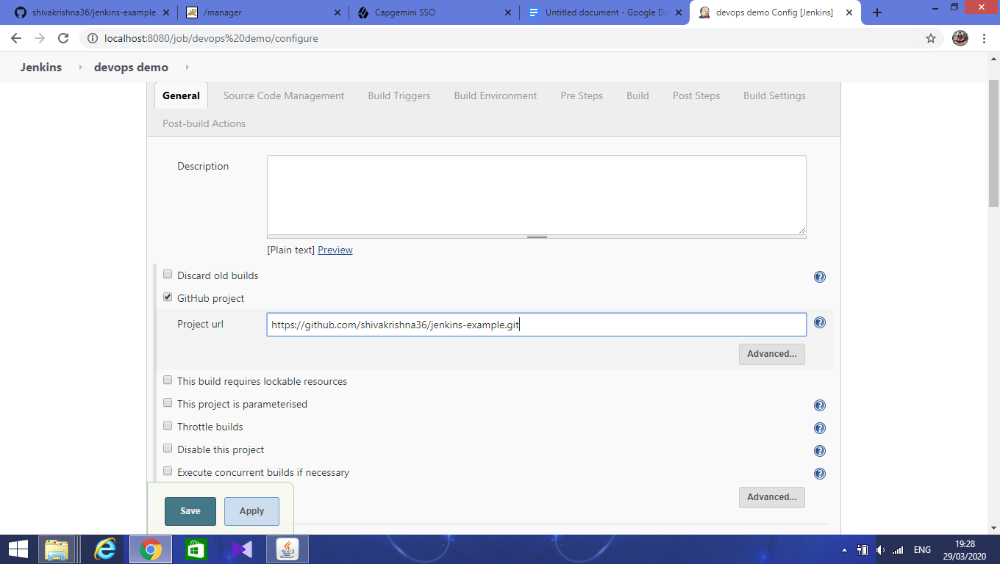 shivakrishna36/jenkins-example
/manager
Capgemini SSO
Untitled document - Google Do
devops demo Config [Jenkins]
localhost:8080/job/devops%20demo/configure
Jenkins devops demo
General Source Code Management Build Triggers Build Environment Pre Steps Build Post Steps Build Settings
Post-build Actions
Description
[Plain text] Preview
Discard old builds
GitHub project
Project url https://github.com/shivakrishna36/jenkins-example.git
Advanced...
This build requires lockable resources
This project is parameterised
Throttle builds
Disable this project
Execute concurrent builds if necessary
Advanced...
Save Apply
ENG
19:28
29/03/2020